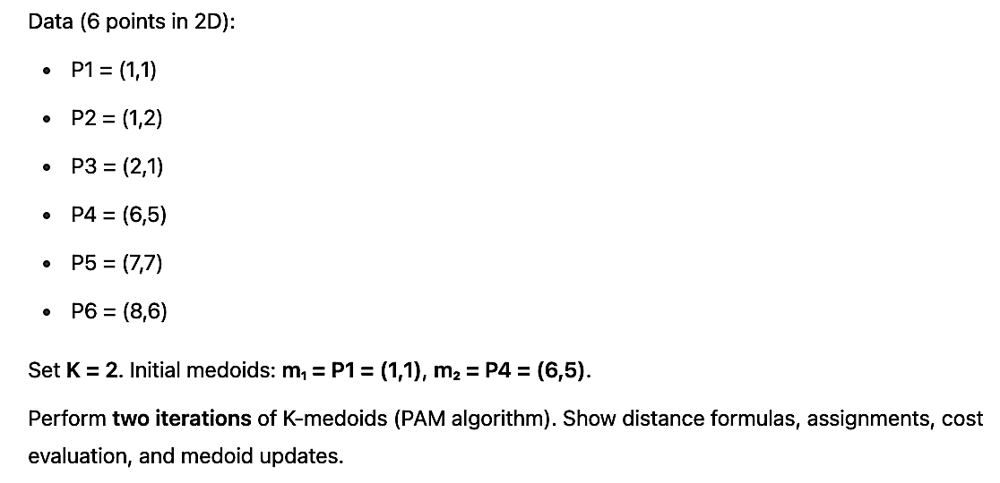 Data (6 points in 2D):
• P1 = (1,1)
• P2 = (1,2)
• P3 = (2,1)
• P4 = (6,5)
• P5 = (7,7)
• P6 = (8,6)
Set K = 2. Initial medoids: m₁ = P1 = (1,1), m₂ = P4 = (6,5).
Perform two iterations of K-medoids (PAM algorithm). Show distance formulas, assignments, cost
evaluation, and medoid updates.